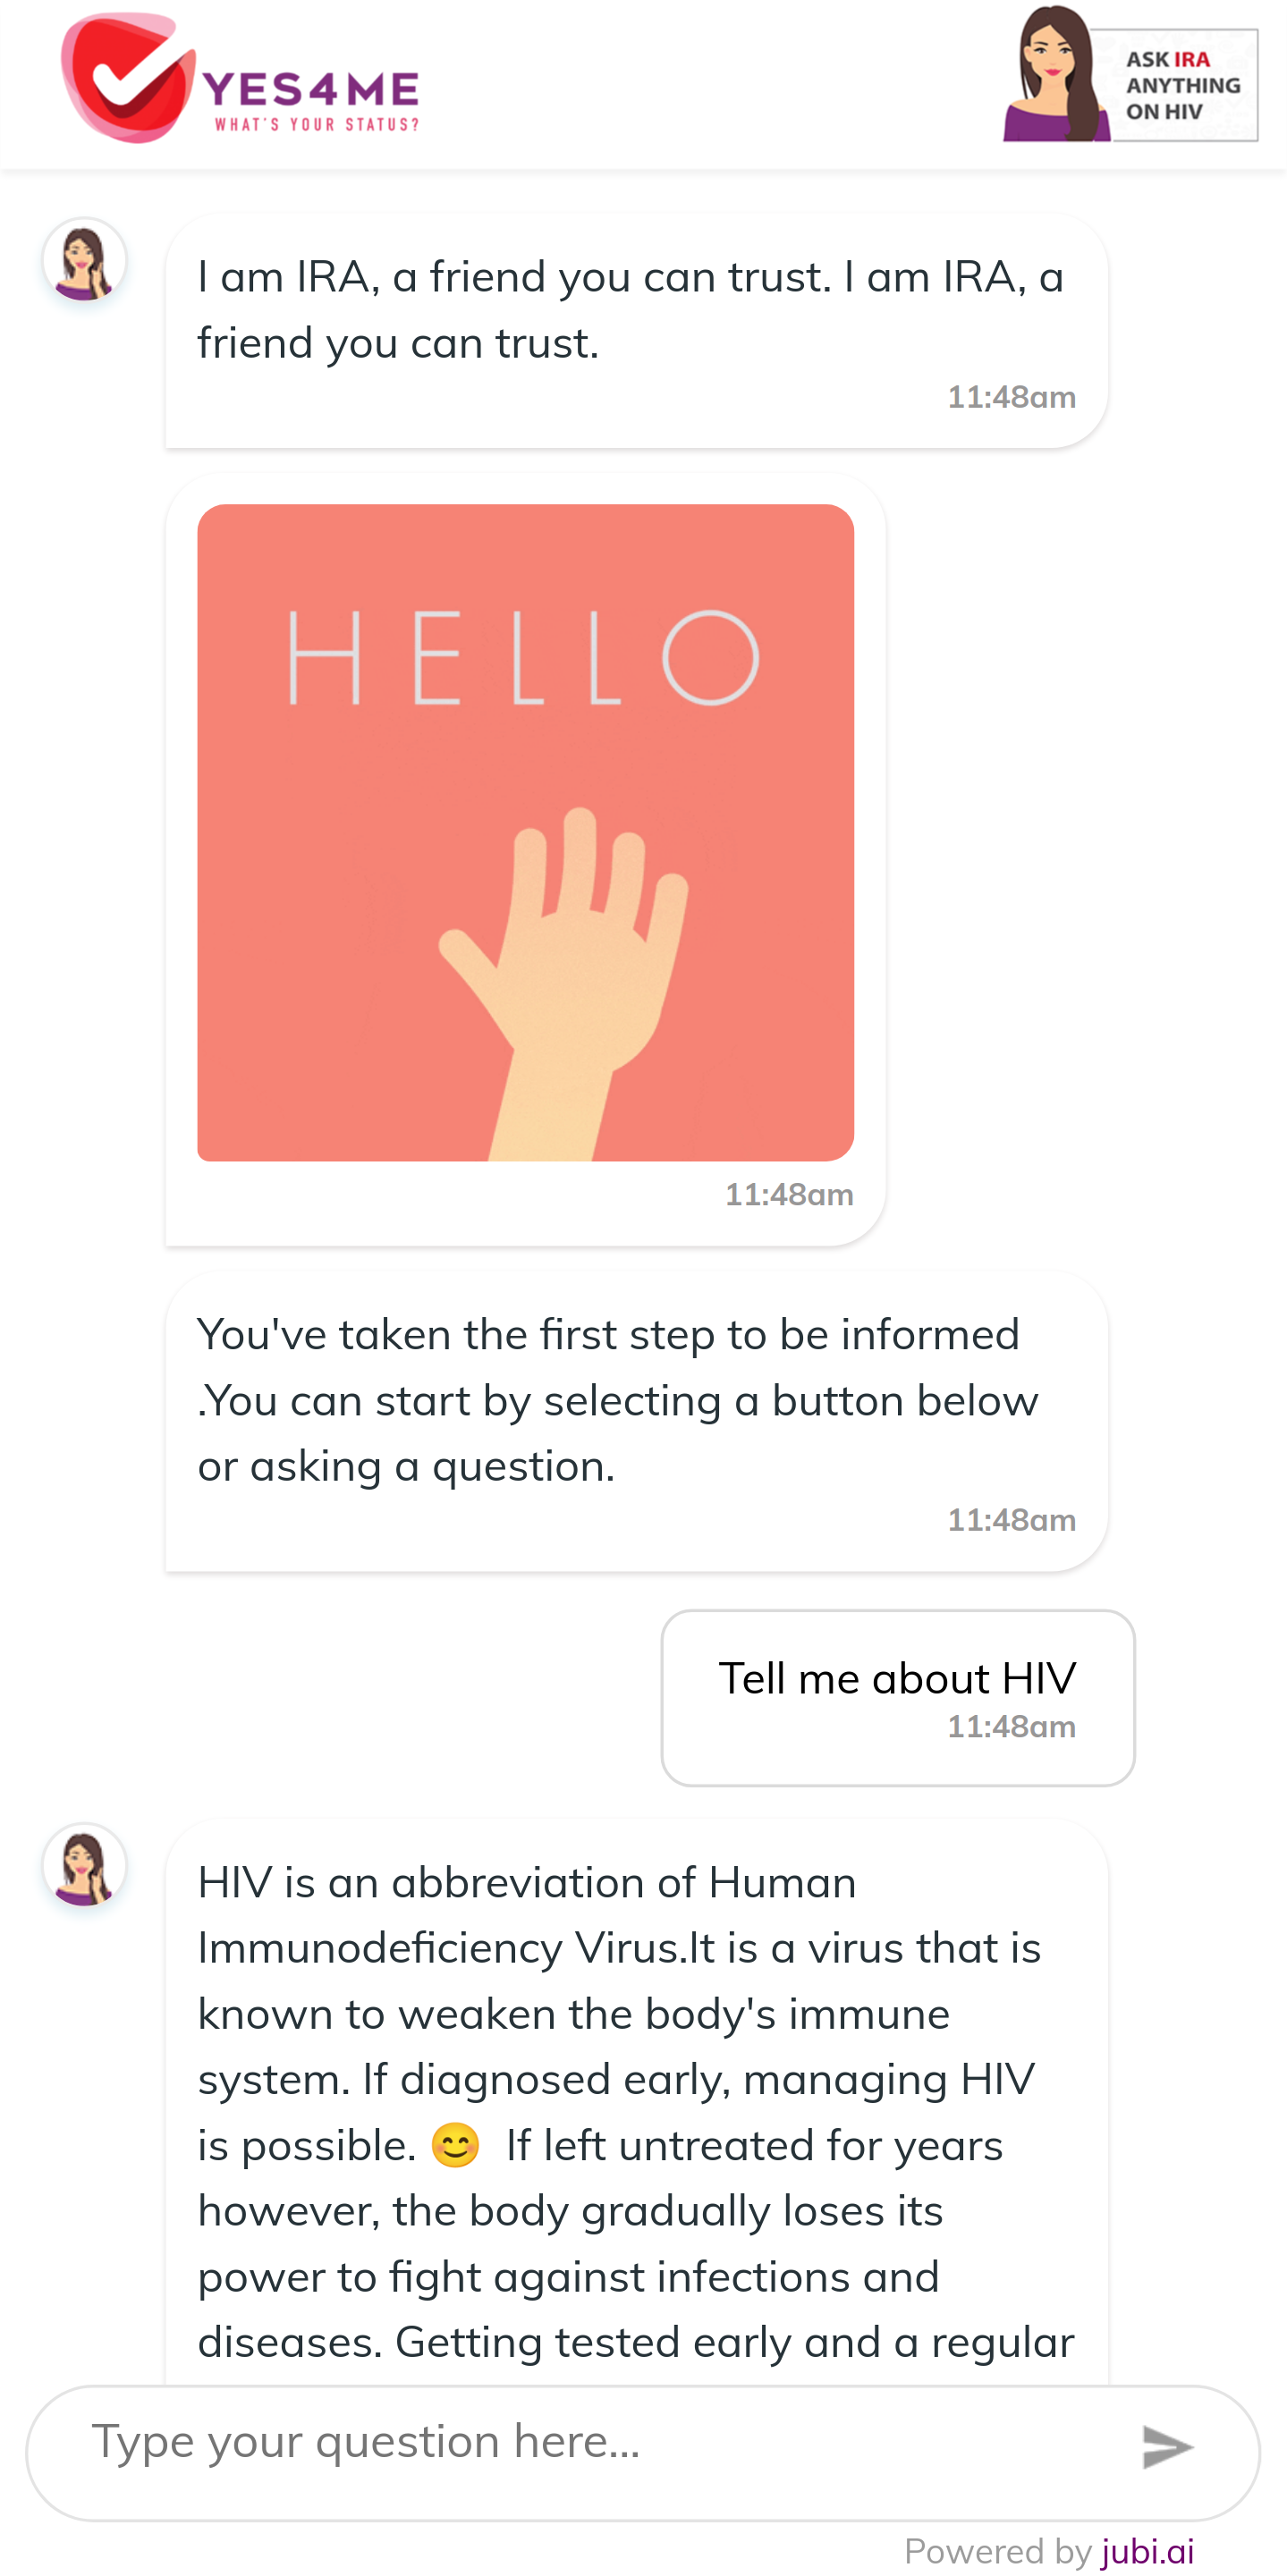 YES4ME
WHAT'S YOUR STATUS?
ASK IRA
ANYTHING
ON HIV
I am IRA, a friend you can trust. I am IRA, a
friend you can trust.
11:48am
HELLO
11:48am
You've taken the first step to be informed
.You can start by selecting a button below
or asking a question.
11:48am
Tell me about HIV
11:48am
HIV is an abbreviation of Human
Immunodeficiency Virus.It is a virus that is
known to weaken the body's immune
system. If diagnosed early, managing HIV
is possible. 😊 If left untreated for years
however, the body gradually loses its
power to fight against infections and
diseases. Getting tested early and a regular
Type your question here...
Powered by jubi.ai